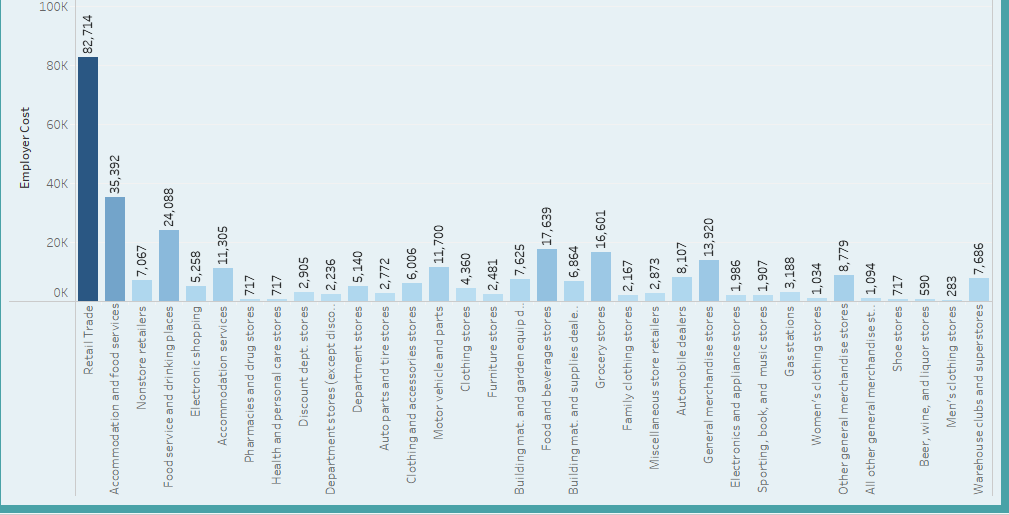 Employer Cost
100K
80K
60K
40K
20K
0K
82,714
35,392
7,067
24,088
5,258
11,305
717
717
2,905
2,236
5,140
2,772
6,006
11,700
4,360
2,481
7,625
17,639
6,864
16,601
2,167
2,873
8,107
13,920
1,986
1,907
3,188
1,034
8,779
1,094
717
590
283
7,686
Retail Trade
Accommodation and food services
Nonstore retailers
Food service and drinking places
Electronic shopping
Accommodation services
Pharmacies and drug stores
Health and personal care stores
Discount dept. stores
Department stores (except disco..
Department stores
Auto parts and tire stores
Clothing and accessories stores
Motor vehicle and parts
Clothing stores
Furniture stores
Building mat. and garden equip d..
Food and beverage stores
Building mat. and supplies deale..
Grocery stores
Family clothing stores
Miscellaneous store retailers
Automobile dealers
General merchandise stores
Electronics and appliance stores
Sporting, book, and music stores
Gas stations
Women's clothing stores
Other general merchandise stores
All other general merchandise st..
Shoe stores
Beer, wine, and liquor stores
Men's clothing stores
Warehouse clubs and superstores